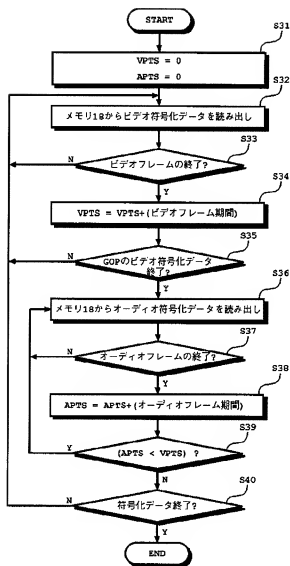 START
S31
VPTS = 0
APTS = 0
S32
メモリ18からビデオ符号化データを読み出し
S33
N
ビデオフレームの終了?
Y
S34
VPTS = VPTS+(ビデオフレーム期間)
S35
N
GOPのビデオ符号化データ
終了?
Y
S36
メモリ18からオーディオ符号化データを読み出し
S37
N
オーディオフレームの終了?
Y
S38
APTS = APTS+(オーディオフレーム期間)
S39
Y
(APTS < VPTS) ?
N
S40
N
符号化データ終了?
Y
END